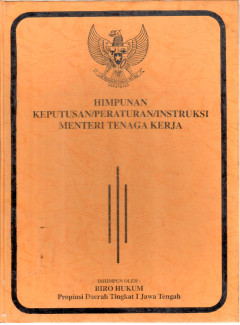 HIMPUNAN
KEPUTUSAN/PERATURAN/INSTRUKSI
MENTERI TENAGA KERJA
DIHIMPUN OLEH :
BIRO HUKUM
Propinsi Daerah Tingkat I Jawa Tengah